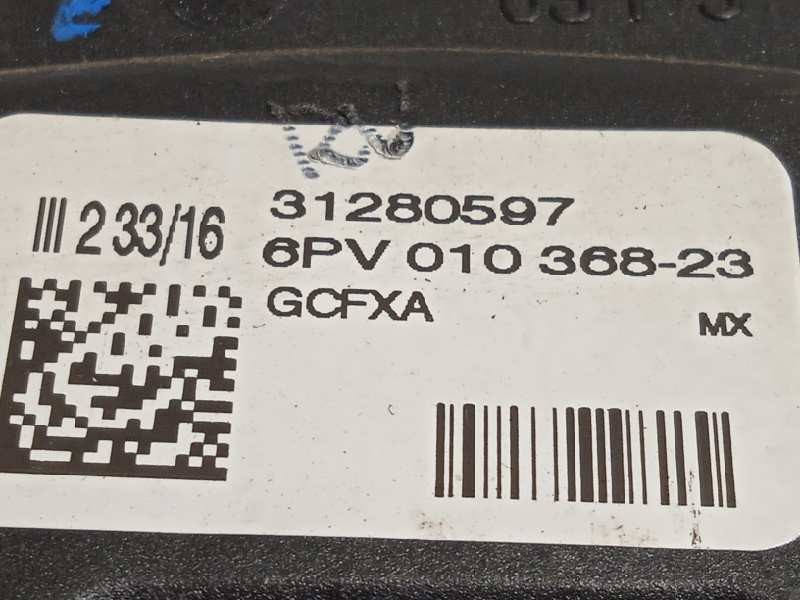 31280597
||| 2 33/16
6PV 010 368-23
GCFXA
MX